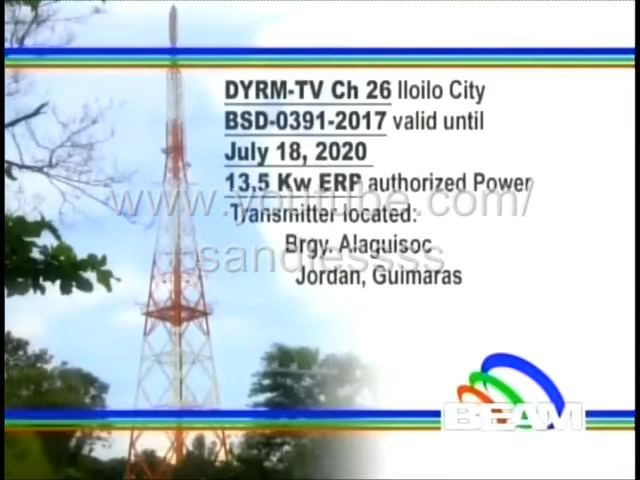 DYRM-TV Ch 26 Iloilo City
BSD-0391-2017 valid until
July 18, 2020
13,5 Kw ERP authorized Power
www.youtube.com/
Transmitter located:
Brgy. Alaguisoc
tsandiessss
Jordan, Guimaras
BEAM